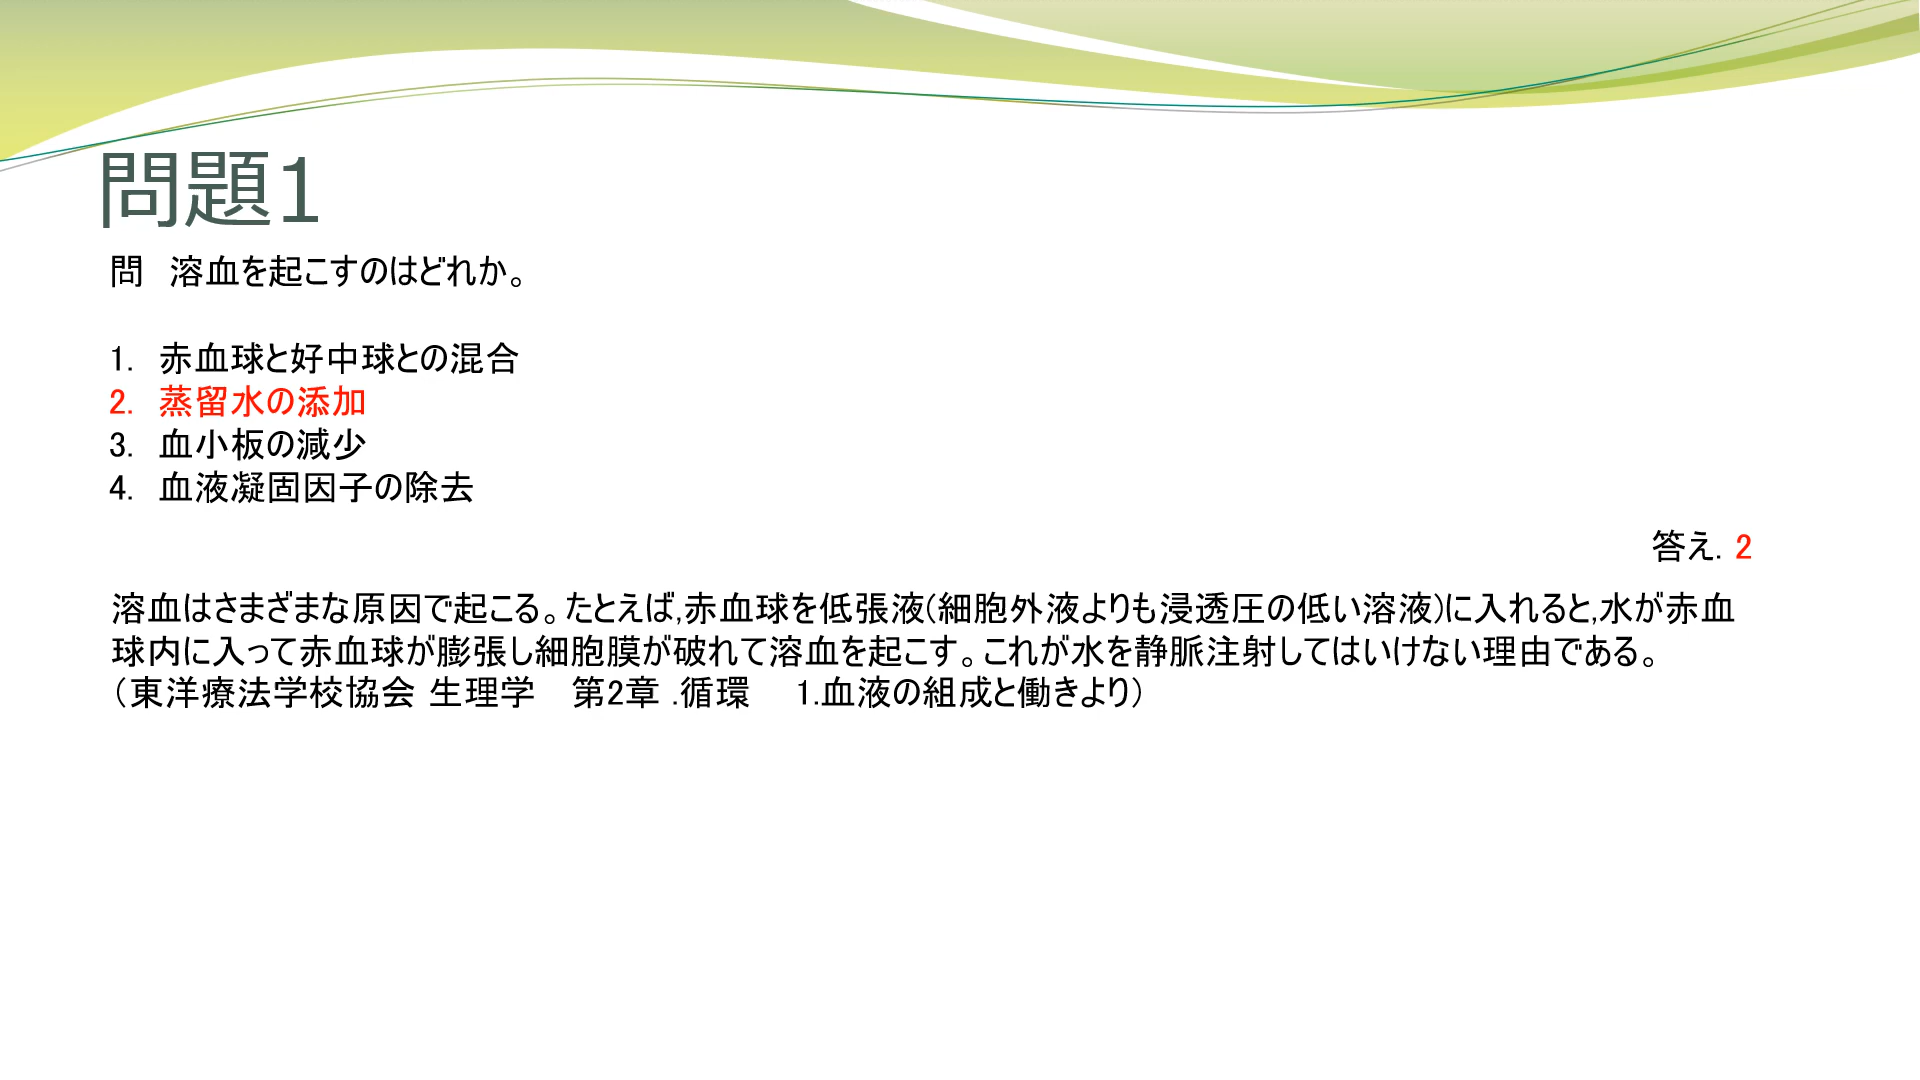 問題1
問　溶血を起こすのはどれか。
1.　赤血球と好中球との混合
2.　蒸留水の添加
3.　血小板の減少
4.　血液凝固因子の除去
答え. 2
溶血はさまざまな原因で起こる。たとえば,赤血球を低張液(細胞外液よりも浸透圧の低い溶液)に入れると,水が赤血
球内に入って赤血球が膨張し細胞膜が破れて溶血を起こす。これが水を静脈注射してはいけない理由である。
（東洋療法学校協会 生理学　第2章 .循環　1.血液の組成と働きより）